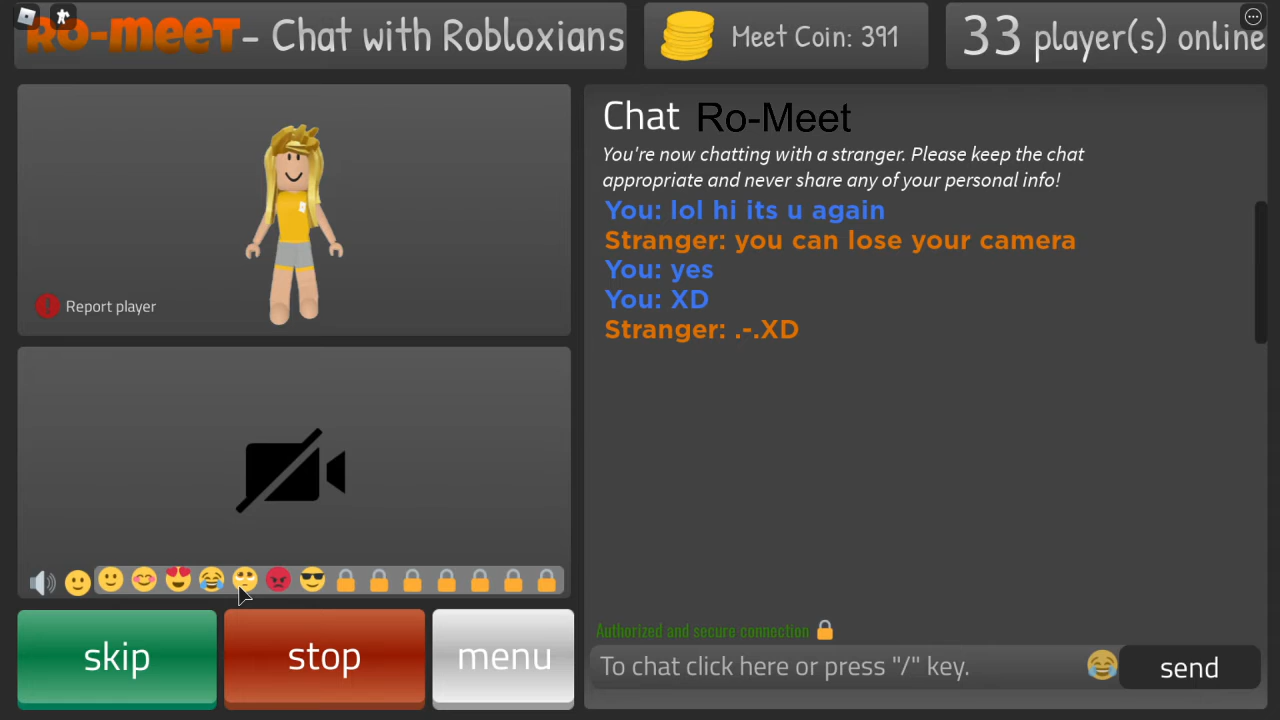 RO-MEET - Chat with Robloxians
Meet Coin: 391
33 player(s) online
Chat Ro-Meet
You're now chatting with a stranger. Please keep the chat
appropriate and never share any of your personal info!
You: lol hi its u again
Stranger: you can lose your camera
You: yes
You: XD
Stranger: .-.XD
Report player
Authorized and secure connection
To chat click here or press "/" key.
send
skip
stop
menu